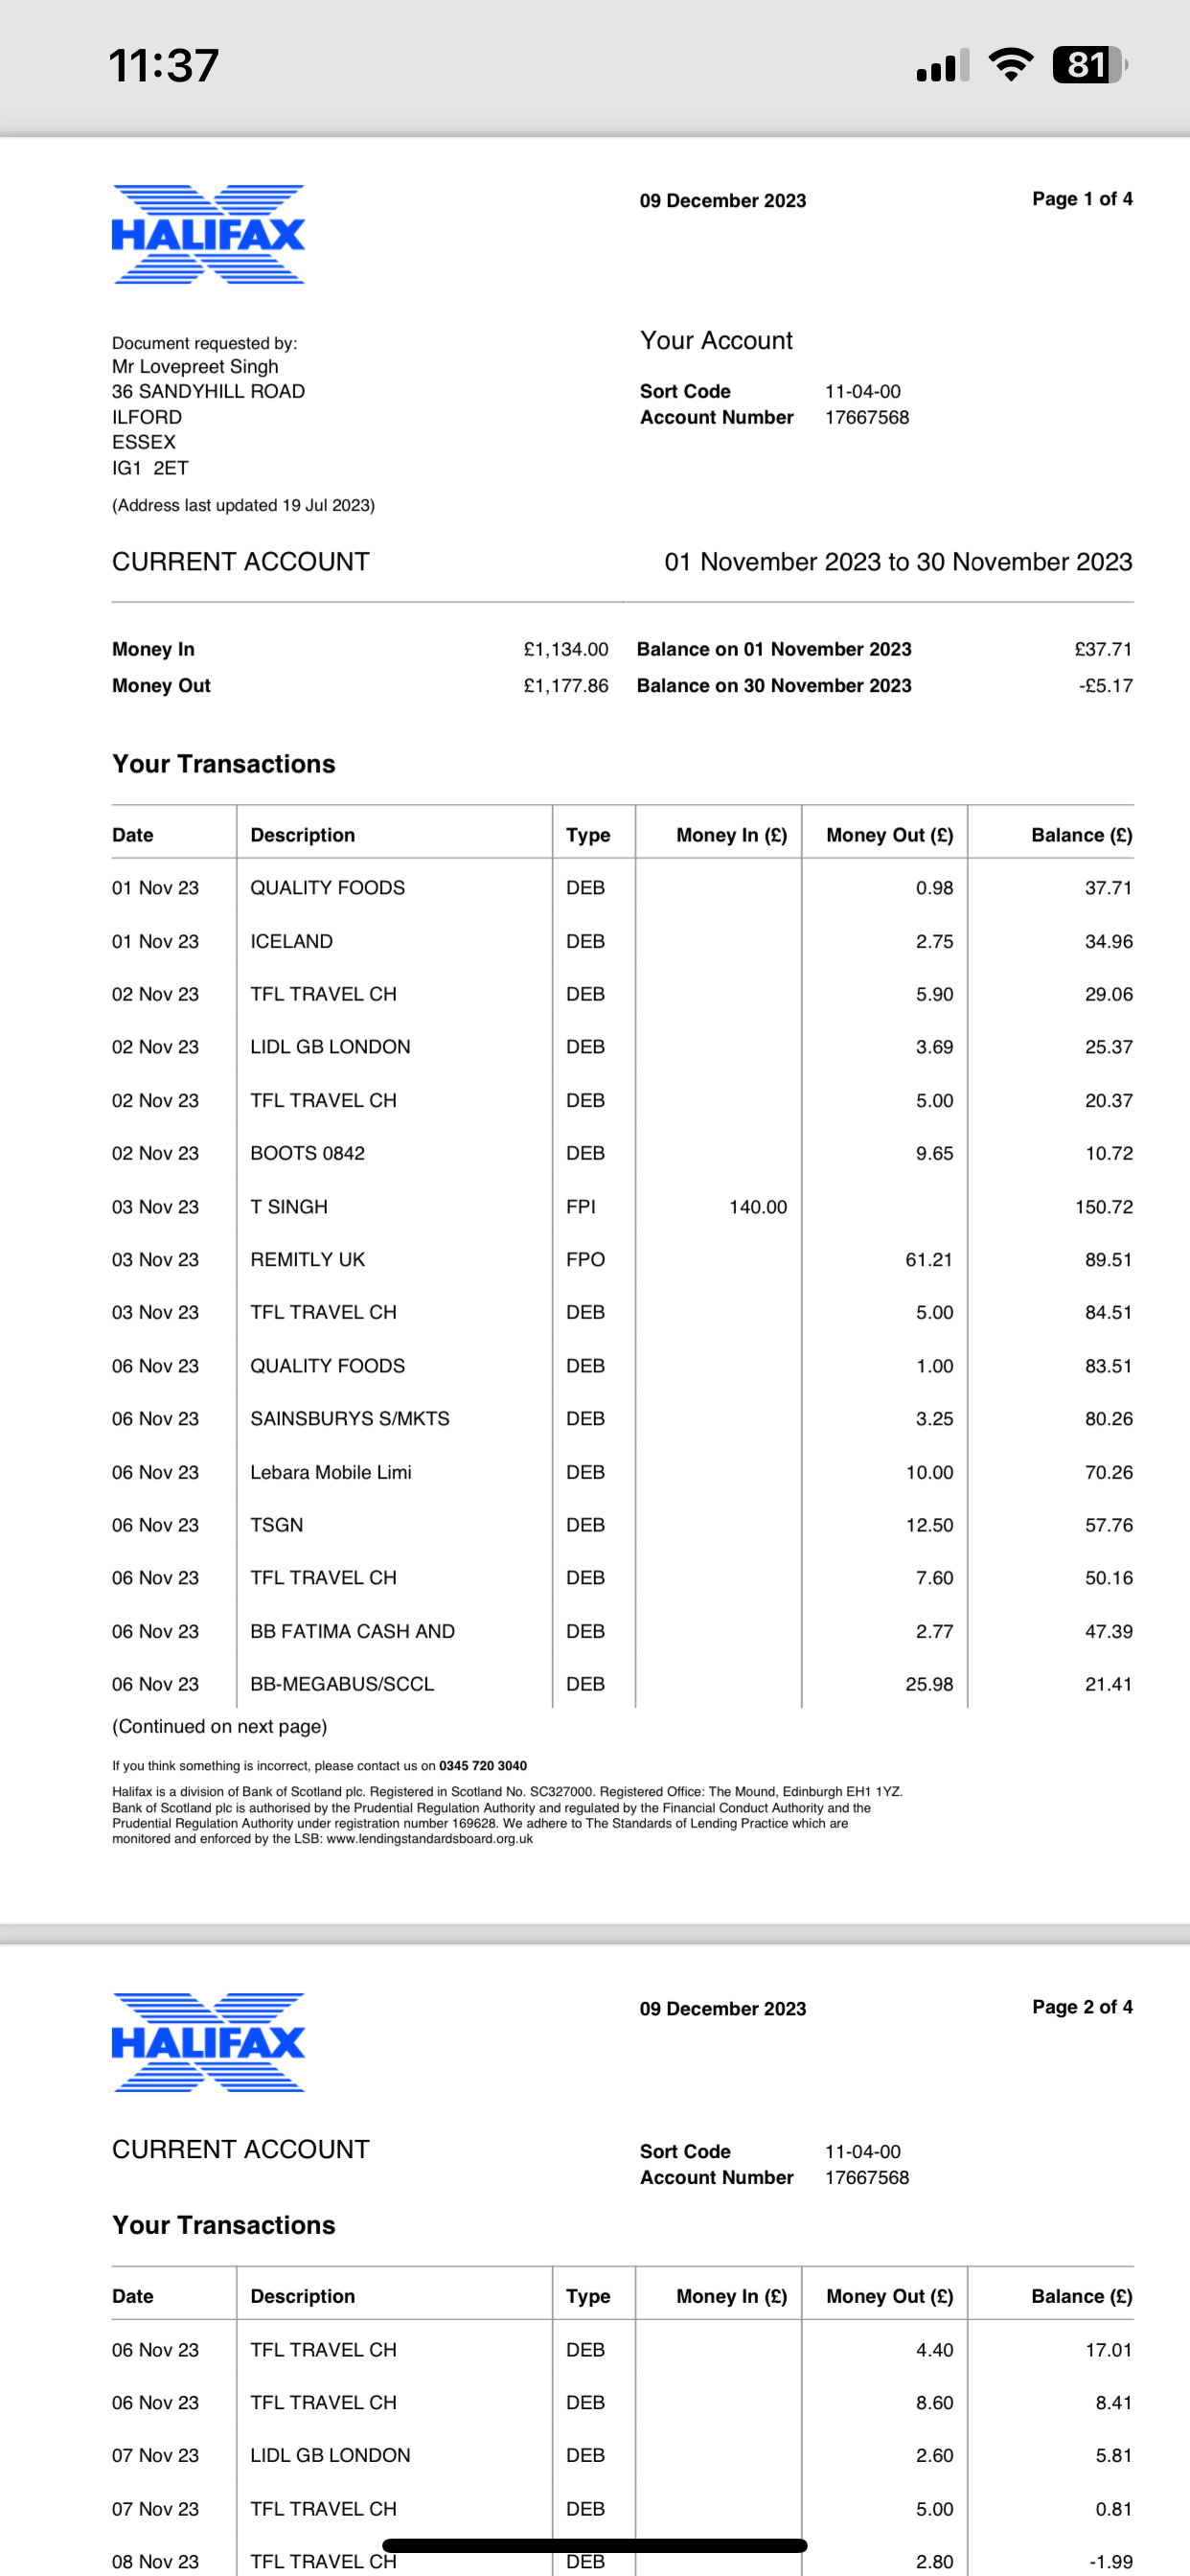 11:37
81
HALIFAX
09 December 2023
Page 1 of 4
Document requested by:
Mr Lovepreet Singh
36 SANDYHILL ROAD
ILFORD
ESSEX
IG1 2ET
(Address last updated 19 Jul 2023)
Your Account
Sort Code 11-04-00
Account Number 17667568
CURRENT ACCOUNT
01 November 2023 to 30 November 2023
Money In £1,134.00 Balance on 01 November 2023 £37.71
Money Out £1,177.86 Balance on 30 November 2023 -£5.17
Your Transactions
Date Description Type Money In (£) Money Out (£) Balance (£)
01 Nov 23 QUALITY FOODS DEB 0.98 37.71
01 Nov 23 ICELAND DEB 2.75 34.96
02 Nov 23 TFL TRAVEL CH DEB 5.90 29.06
02 Nov 23 LIDL GB LONDON DEB 3.69 25.37
02 Nov 23 TFL TRAVEL CH DEB 5.00 20.37
02 Nov 23 BOOTS 0842 DEB 9.65 10.72
03 Nov 23 T SINGH FPI 140.00 150.72
03 Nov 23 REMITLY UK FPO 61.21 89.51
03 Nov 23 TFL TRAVEL CH DEB 5.00 84.51
06 Nov 23 QUALITY FOODS DEB 1.00 83.51
06 Nov 23 SAINSBURYS S/MKTS DEB 3.25 80.26
06 Nov 23 Lebara Mobile Limi DEB 10.00 70.26
06 Nov 23 TSGN DEB 12.50 57.76
06 Nov 23 TFL TRAVEL CH DEB 7.60 50.16
06 Nov 23 BB FATIMA CASH AND DEB 2.77 47.39
06 Nov 23 BB-MEGABUS/SCCL DEB 25.98 21.41
(Continued on next page)
If you think something is incorrect, please contact us on 0345 720 3040
Halifax is a division of Bank of Scotland plc. Registered in Scotland No. SC327000. Registered Office: The Mound, Edinburgh EH1 1YZ.
Bank of Scotland plc is authorised by the Prudential Regulation Authority and regulated by the Financial Conduct Authority and the
Prudential Regulation Authority under registration number 169628. We adhere to The Standards of Lending Practice which are
monitored and enforced by the LSB: www.lendingstandardsboard.org.uk
HALIFAX
09 December 2023
Page 2 of 4
CURRENT ACCOUNT
Sort Code 11-04-00
Account Number 17667568
Your Transactions
Date Description Type Money In (£) Money Out (£) Balance (£)
06 Nov 23 TFL TRAVEL CH DEB 4.40 17.01
06 Nov 23 TFL TRAVEL CH DEB 8.60 8.41
07 Nov 23 LIDL GB LONDON DEB 2.60 5.81
07 Nov 23 TFL TRAVEL CH DEB 5.00 0.81
08 Nov 23 TFL TRAVEL CH DEB 2.80 -1.99